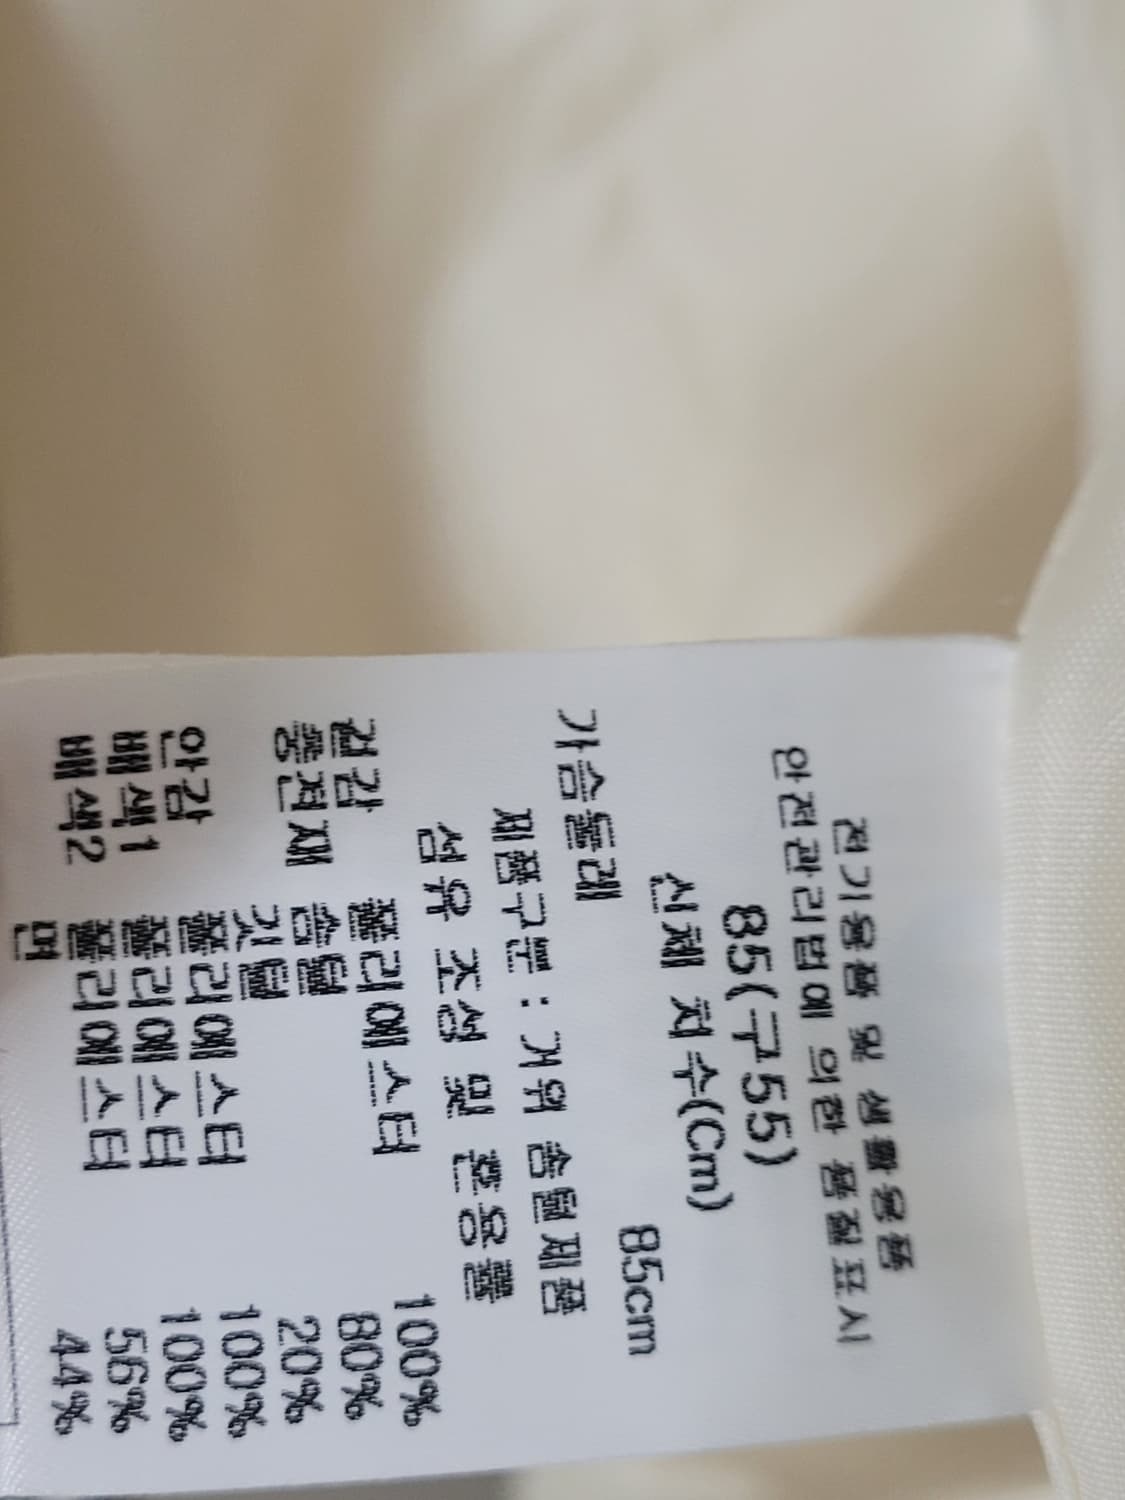 전기용품 및 생활용품
안전관리법에 의한 품질표시
85(구55)
신체 치수(Cm)
가슴둘레 85cm
제품구분 : 거위 솜털제품
섬유 조성 및 혼용률
겉감 폴리에스터 100%
충전재 솜털 80%
깃털 20%
안감 폴리에스터 100%
배색1 폴리에스터 100%
배색2 폴리에스터 56%
면 44%